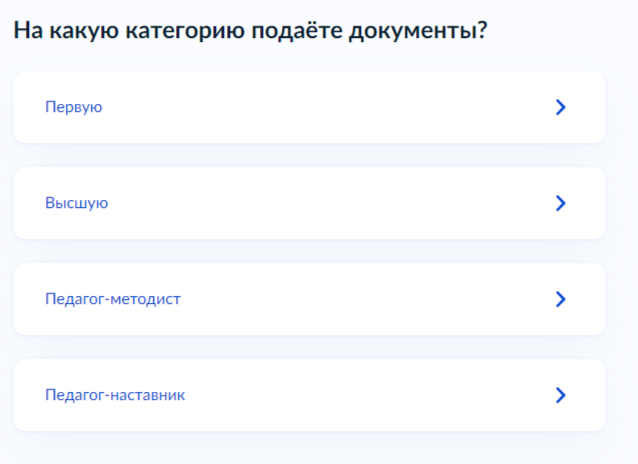 На какую категорию подаёте документы?
Первую
Высшую
Педагог-методист
Педагог-наставник